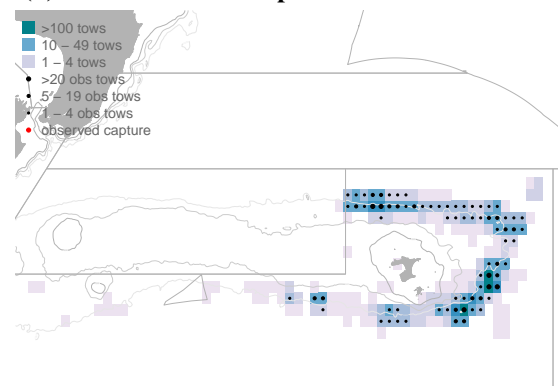 >100 tows
10 – 49 tows
1 – 4 tows
>20 obs tows
5 – 19 obs tows
1 – 4 obs tows
observed capture